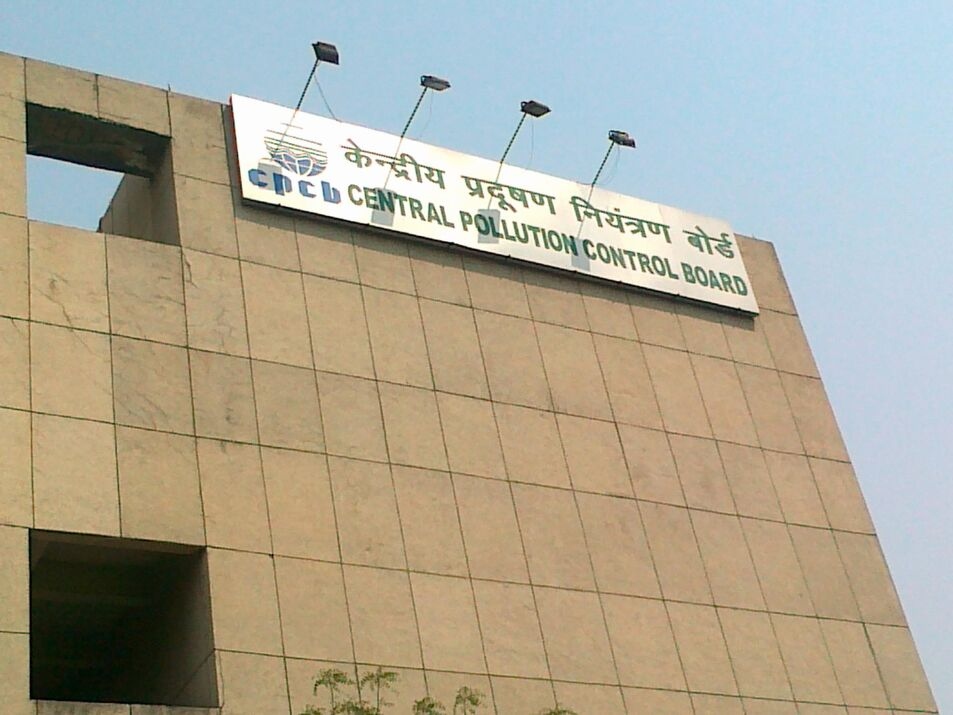 केन्द्रीय प्रदूषण नियंत्रण बोर्ड
cpcb CENTRAL POLLUTION CONTROL BOARD